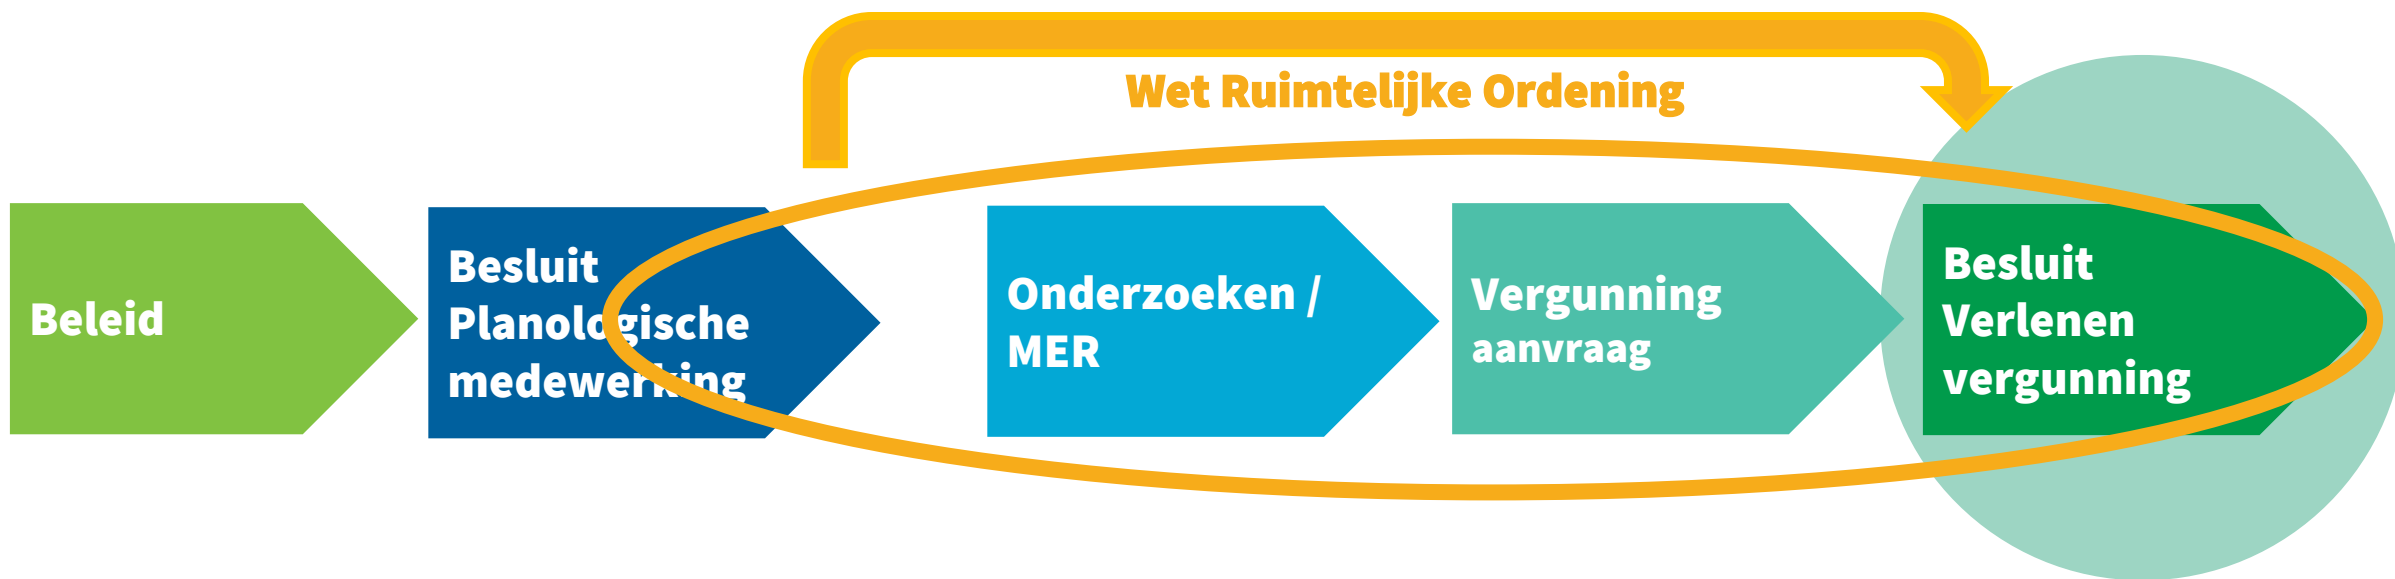 Wet Ruimtelijke Ordening
Beleid
Besluit
Planologische
medewerking
Onderzoeken /
MER
Vergunning
aanvraag
Besluit
Verlenen
vergunning